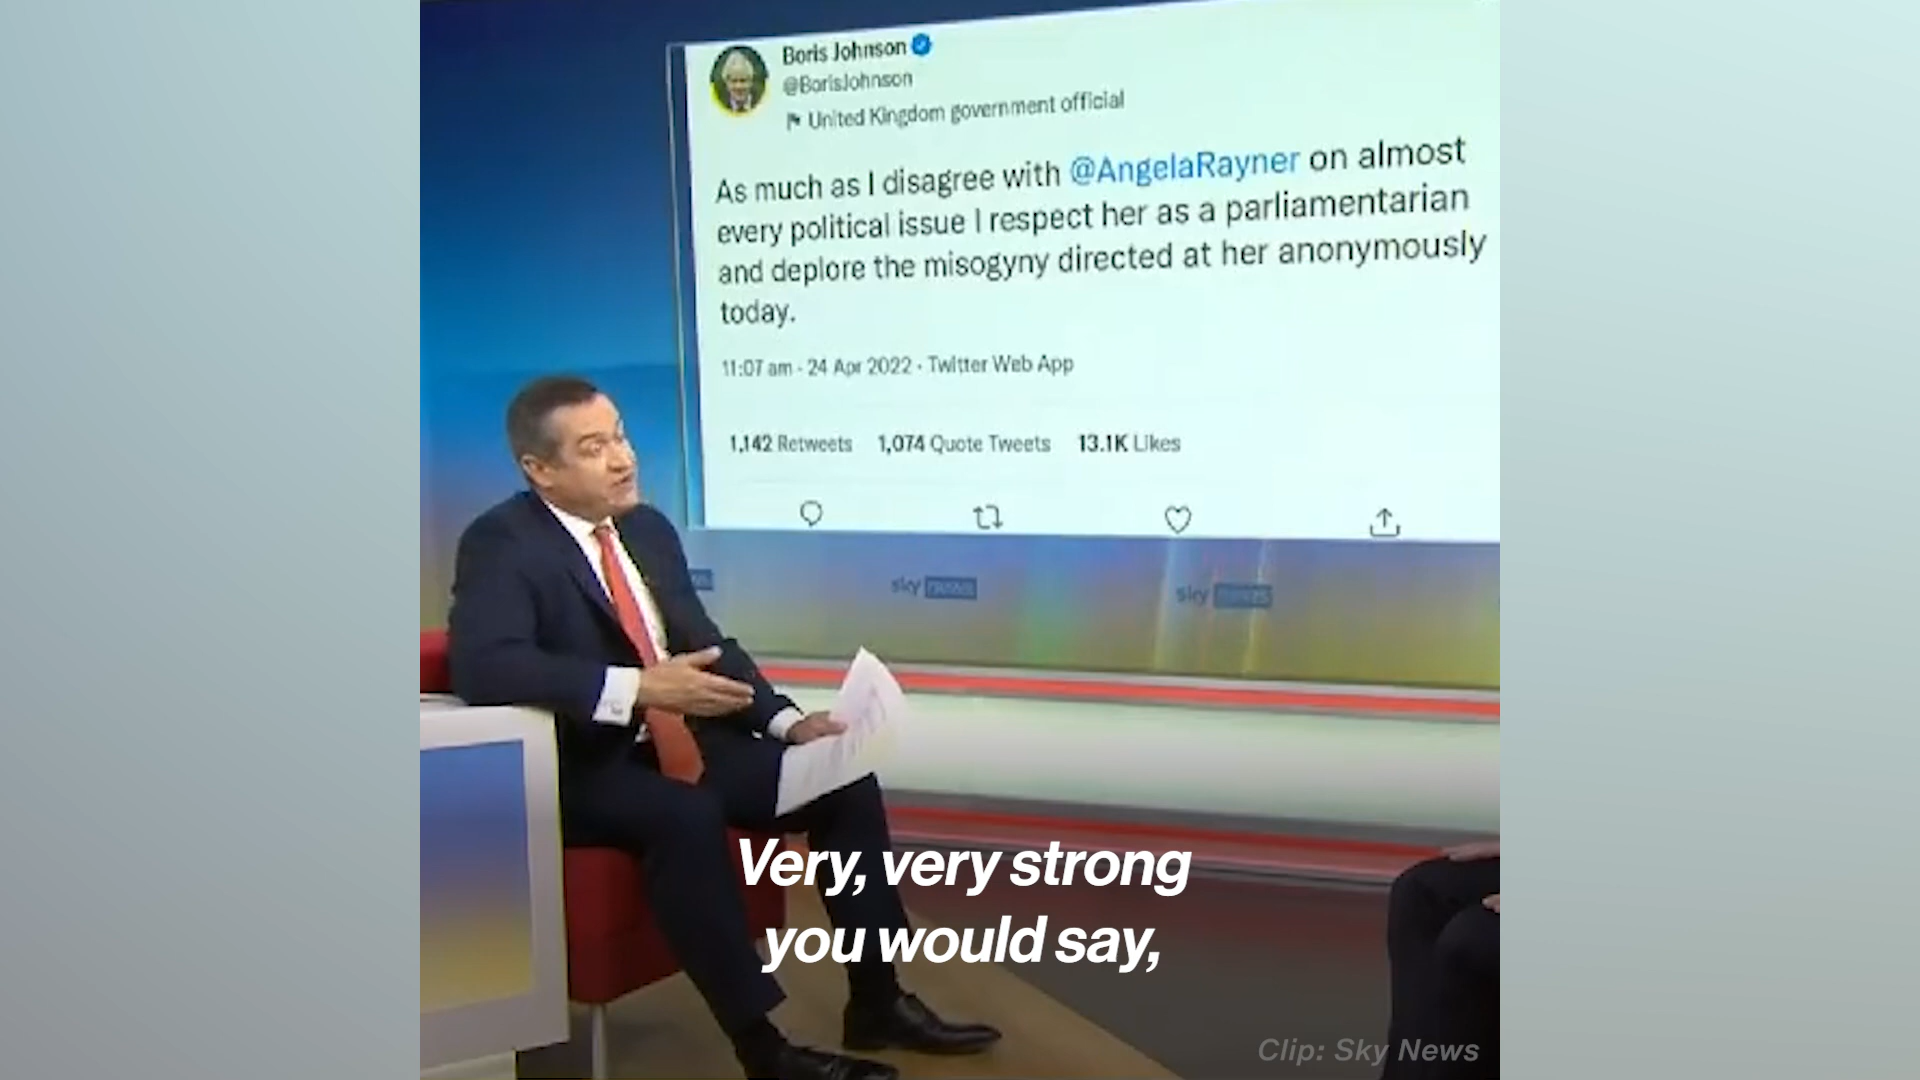 Boris Johnson
@BorisJohnson
United Kingdom government official
As much as I disagree with @AngelaRayner on almost
every political issue I respect her as a parliamentarian
and deplore the misogyny directed at her anonymously
today.
11:07 am · 24 Apr 2022 · Twitter Web App
1,142 Retweets 1,074 Quote Tweets 13.1K Likes
sky news
sky news
Very, very strong
you would say,
Clip: Sky News